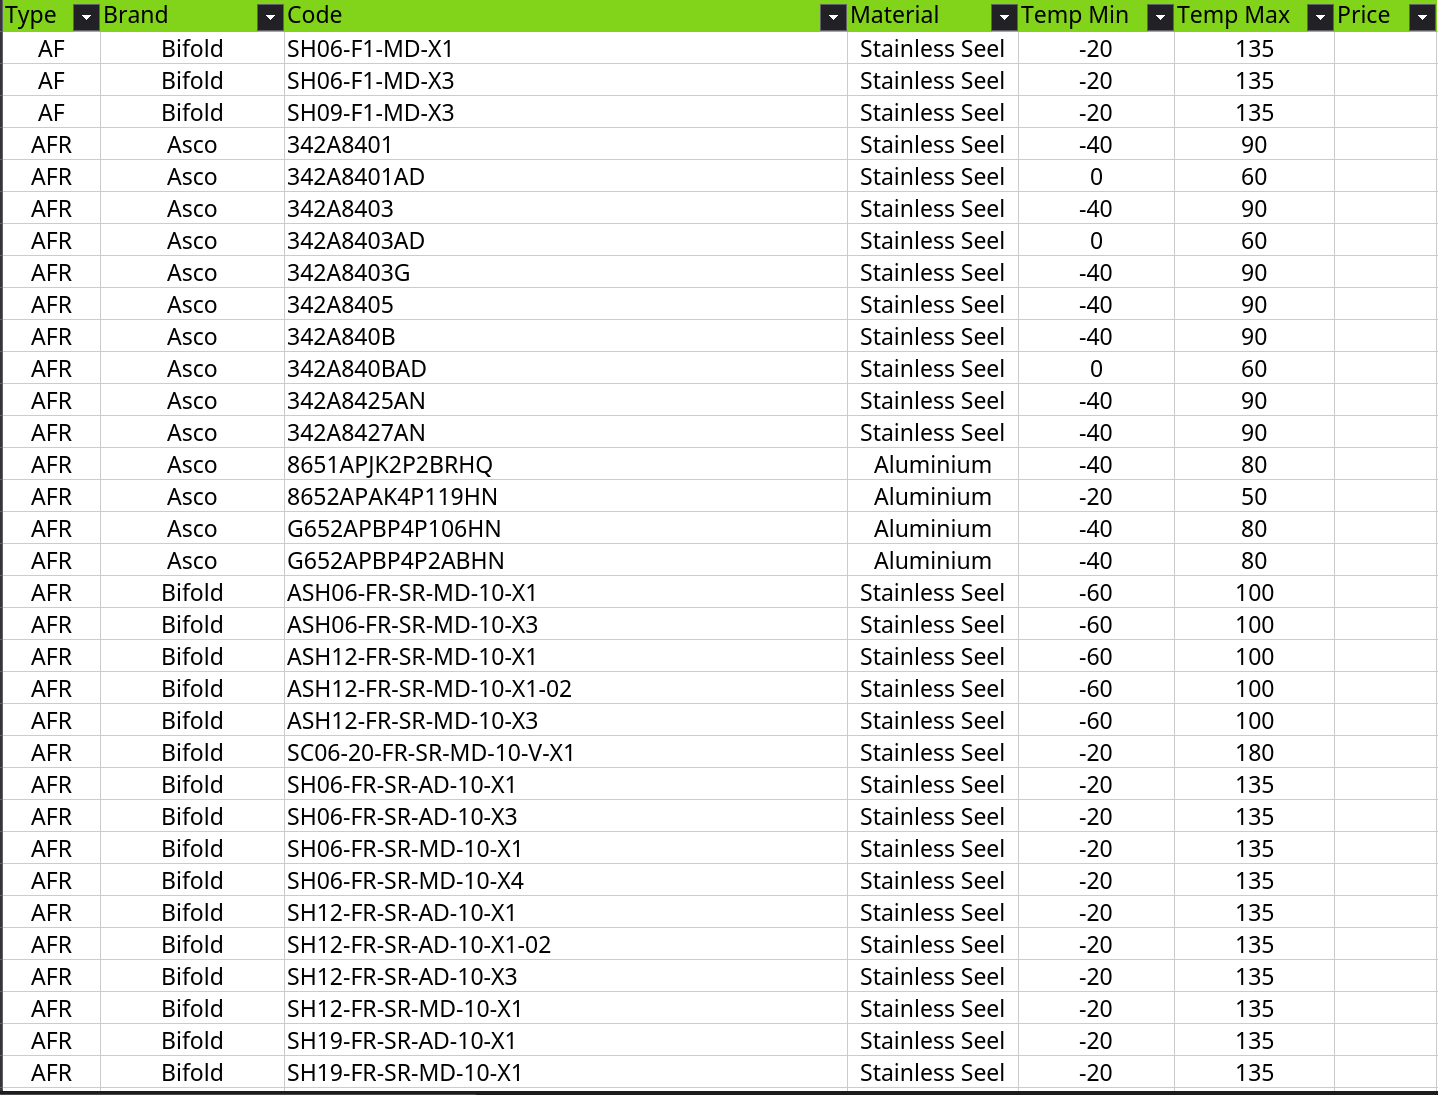 Type Brand Code Material Temp Min Temp Max Price
AF Bifold SH06-F1-MD-X1 Stainless Seel -20 135
AF Bifold SH06-F1-MD-X3 Stainless Seel -20 135
AF Bifold SH09-F1-MD-X3 Stainless Seel -20 135
AFR Asco 342A8401 Stainless Seel -40 90
AFR Asco 342A8401AD Stainless Seel 0 60
AFR Asco 342A8403 Stainless Seel -40 90
AFR Asco 342A8403AD Stainless Seel 0 60
AFR Asco 342A8403G Stainless Seel -40 90
AFR Asco 342A8405 Stainless Seel -40 90
AFR Asco 342A840B Stainless Seel -40 90
AFR Asco 342A840BAD Stainless Seel 0 60
AFR Asco 342A8425AN Stainless Seel -40 90
AFR Asco 342A8427AN Stainless Seel -40 90
AFR Asco 8651APJK2P2BRHQ Aluminium -40 80
AFR Asco 8652APAK4P119HN Aluminium -20 50
AFR Asco G652APBP4P106HN Aluminium -40 80
AFR Asco G652APBP4P2ABHN Aluminium -40 80
AFR Bifold ASH06-FR-SR-MD-10-X1 Stainless Seel -60 100
AFR Bifold ASH06-FR-SR-MD-10-X3 Stainless Seel -60 100
AFR Bifold ASH12-FR-SR-MD-10-X1 Stainless Seel -60 100
AFR Bifold ASH12-FR-SR-MD-10-X1-02 Stainless Seel -60 100
AFR Bifold ASH12-FR-SR-MD-10-X3 Stainless Seel -60 100
AFR Bifold SC06-20-FR-SR-MD-10-V-X1 Stainless Seel -20 180
AFR Bifold SH06-FR-SR-AD-10-X1 Stainless Seel -20 135
AFR Bifold SH06-FR-SR-AD-10-X3 Stainless Seel -20 135
AFR Bifold SH06-FR-SR-MD-10-X1 Stainless Seel -20 135
AFR Bifold SH06-FR-SR-MD-10-X4 Stainless Seel -20 135
AFR Bifold SH12-FR-SR-AD-10-X1 Stainless Seel -20 135
AFR Bifold SH12-FR-SR-AD-10-X1-02 Stainless Seel -20 135
AFR Bifold SH12-FR-SR-AD-10-X3 Stainless Seel -20 135
AFR Bifold SH12-FR-SR-MD-10-X1 Stainless Seel -20 135
AFR Bifold SH19-FR-SR-AD-10-X1 Stainless Seel -20 135
AFR Bifold SH19-FR-SR-MD-10-X1 Stainless Seel -20 135